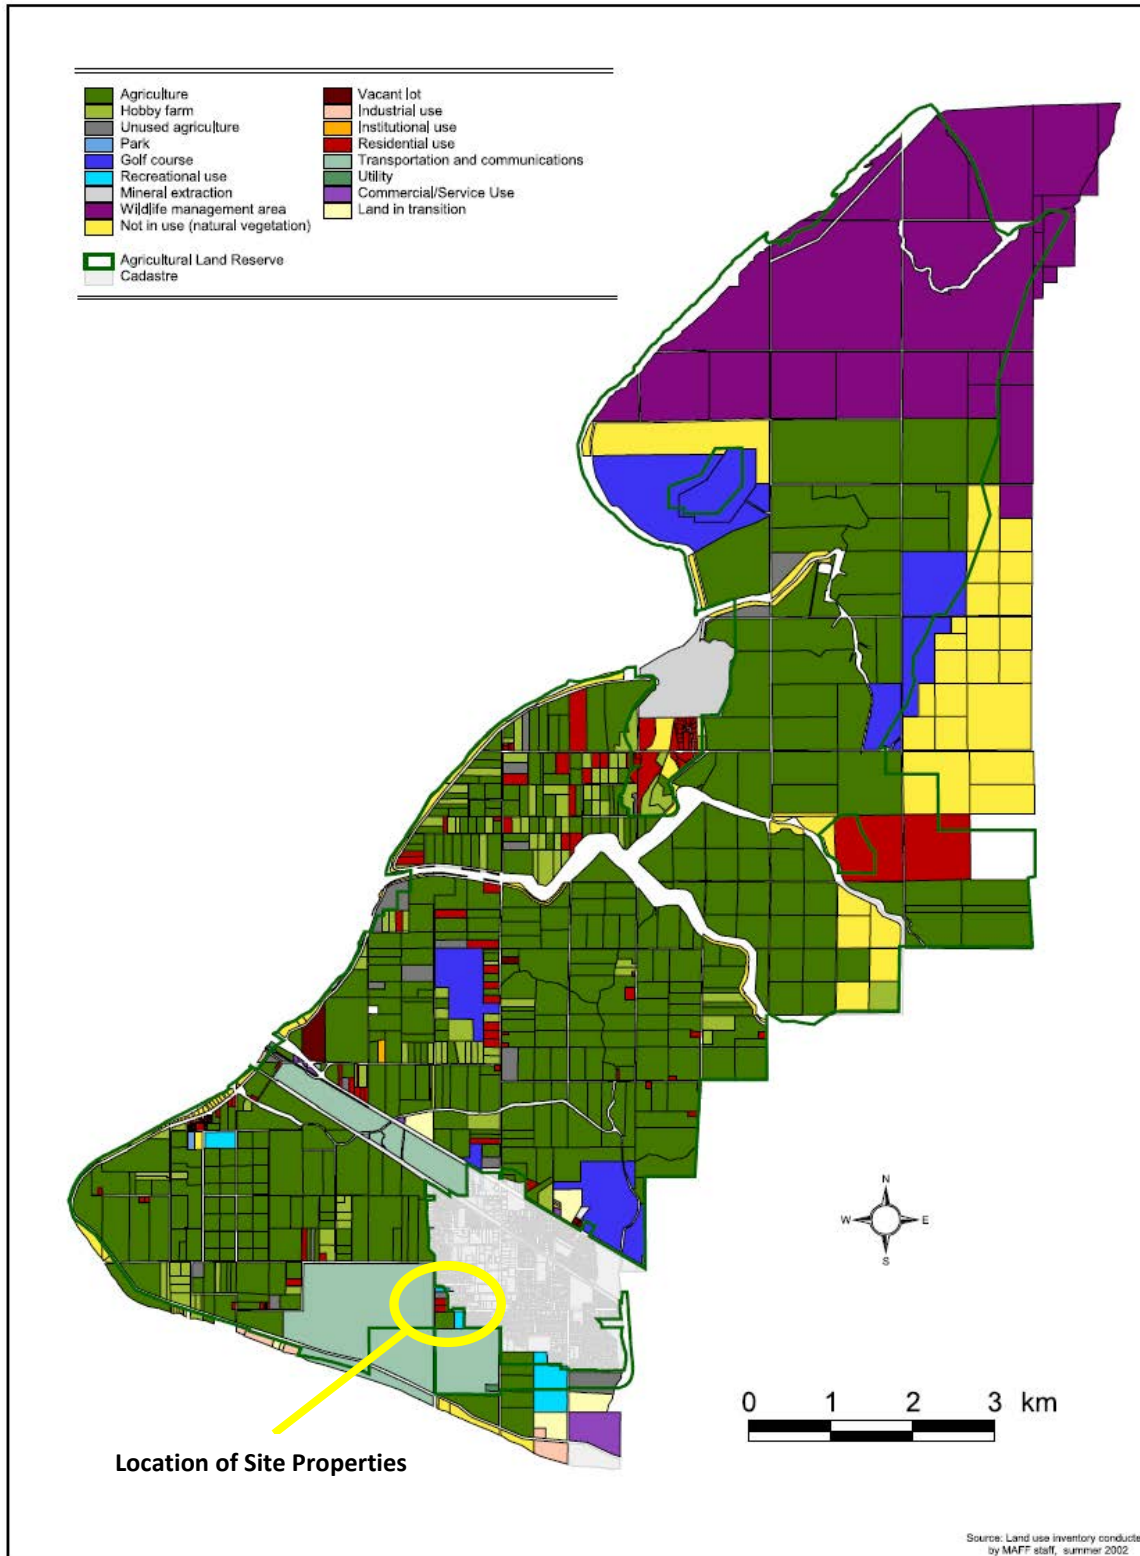 Agriculture
Hobby farm
Unused agriculture
Park
Golf course
Recreational use
Mineral extraction
Wildlife management area
Not in use (natural vegetation)
Vacant lot
Industrial use
Institutional use
Residential use
Transportation and communications
Utility
Commercial/Service Use
Land in transition
Agricultural Land Reserve
Cadastre
N
W E
S
0 1 2 3 km
Location of Site Properties
Source: Land use inventory conducte
by MAFF staff, summer 2002